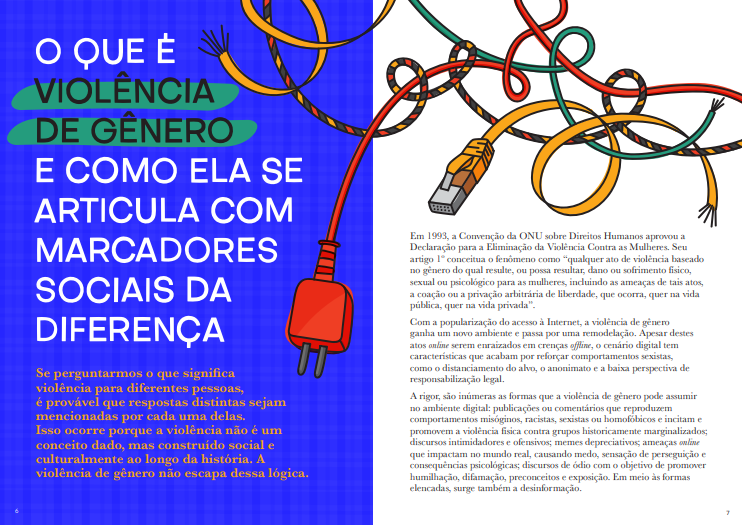 O QUE É
VIOLÊNCIA
DE GÊNERO
E COMO ELA SE
ARTICULA COM
MARCADORES
SOCIAIS DA
DIFERENÇA
Se perguntarmos o que significa
violência para diferentes pessoas,
é provável que respostas distintas sejam
mencionadas por cada uma delas.
Isso ocorre porque a violência não é um
conceito dado, mas construído social e
culturalmente ao longo da história. A
violência de gênero não escapa dessa lógica.
6
Em 1993, a Convenção da ONU sobre Direitos Humanos aprovou a
Declaração para a Eliminação da Violência Contra as Mulheres. Seu
artigo 1º conceitua o fenômeno como “qualquer ato de violência baseado
no gênero do qual resulte, ou possa resultar, dano ou sofrimento físico,
sexual ou psicológico para as mulheres, incluindo as ameaças de tais atos,
a coação ou a privação arbitrária de liberdade, que ocorra, quer na vida
pública, quer na vida privada”.
Com a popularização do acesso à Internet, a violência de gênero
ganha um novo ambiente e passa por uma remodelação. Apesar destes
atos online serem enraizados em crenças offline, o cenário digital tem
características que acabam por reforçar comportamentos sexistas,
como o distanciamento do alvo, o anonimato e a baixa perspectiva de
responsabilização legal.
A rigor, são inúmeras as formas que a violência de gênero pode assumir
no ambiente digital: publicações ou comentários que reproduzem
comportamentos misóginos, racistas, sexistas ou homofóbicos e incitam e
promovem a violência física contra grupos historicamente marginalizados;
discursos intimidadores e ofensivos; memes depreciativos; ameaças online
que impactam no mundo real, causando medo, sensação de perseguição e
consequências psicológicas; discursos de ódio com o objetivo de promover
humilhação, difamação, preconceitos e exposição. Em meio às formas
elencadas, surge também a desinformação.
7